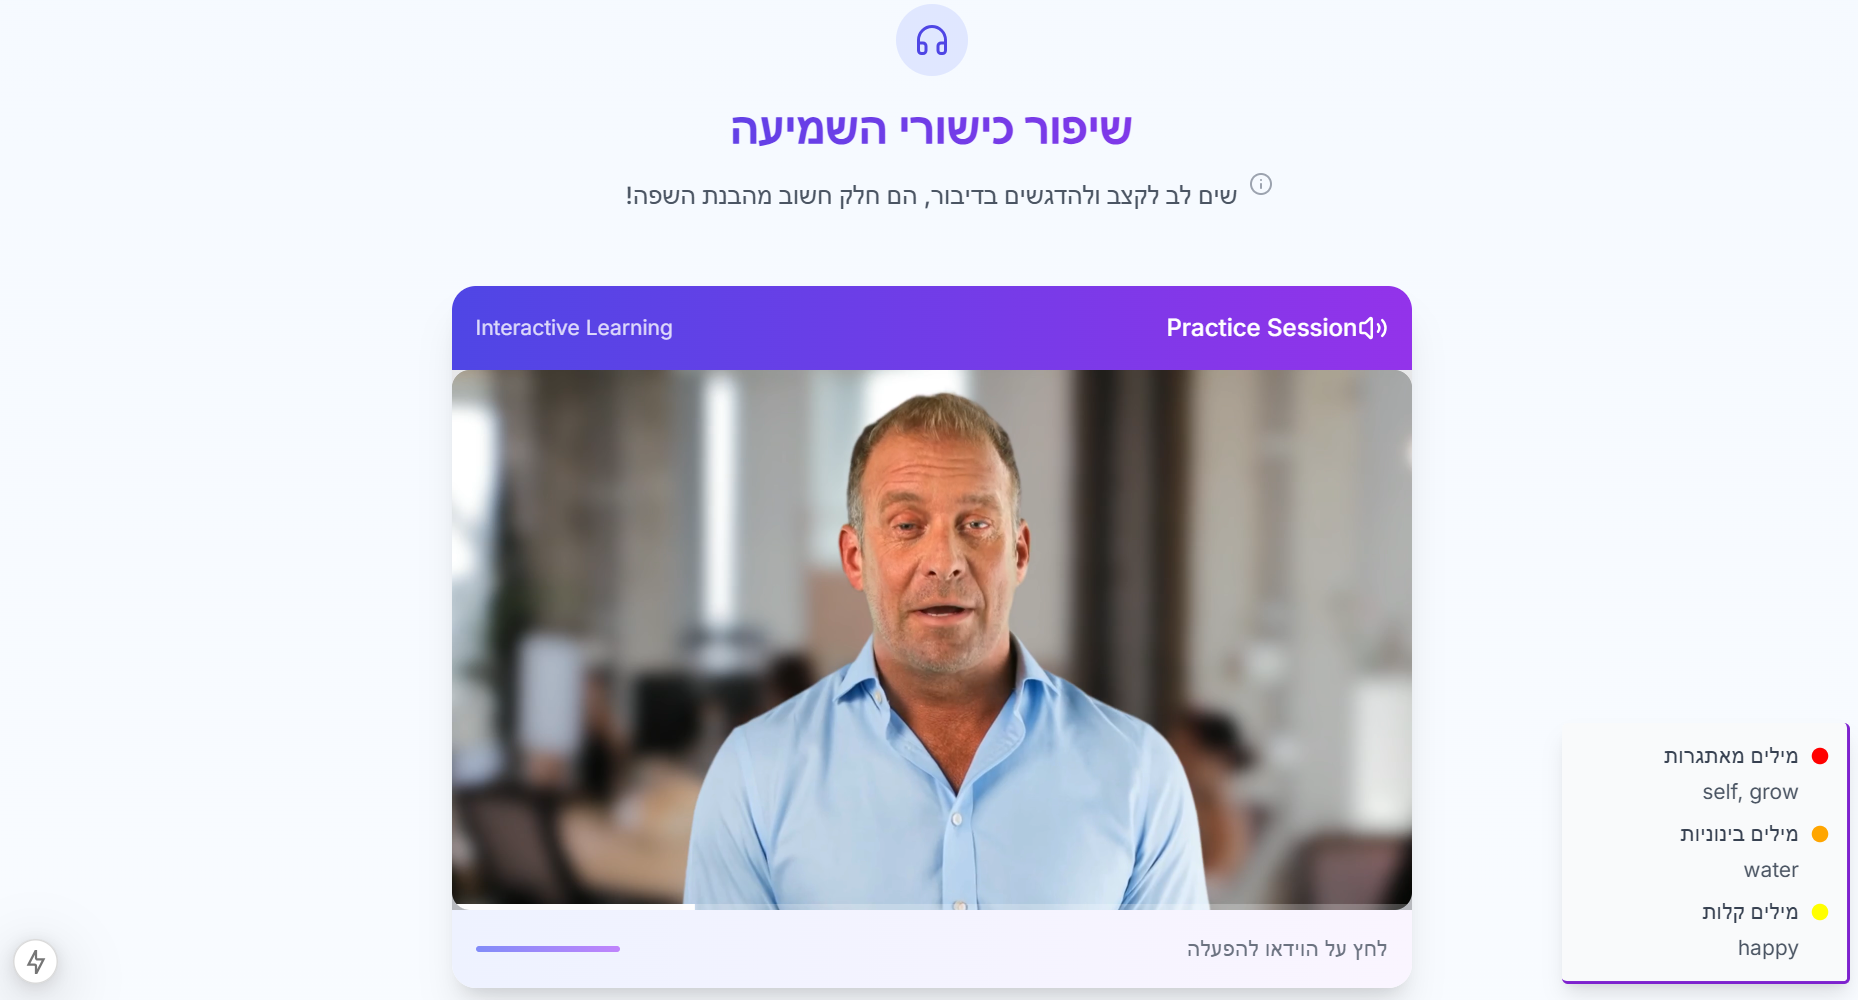 שיפור כישורי השמיעה
שים לב לקצב ולהדגשים בדיבור, הם חלק חשוב מהבנת השפה!
Practice Session
Interactive Learning
לחץ על הוידאו להפעלה
מילים מאתגרות
self, grow
מילים בינוניות
water
מילים קלות
happy